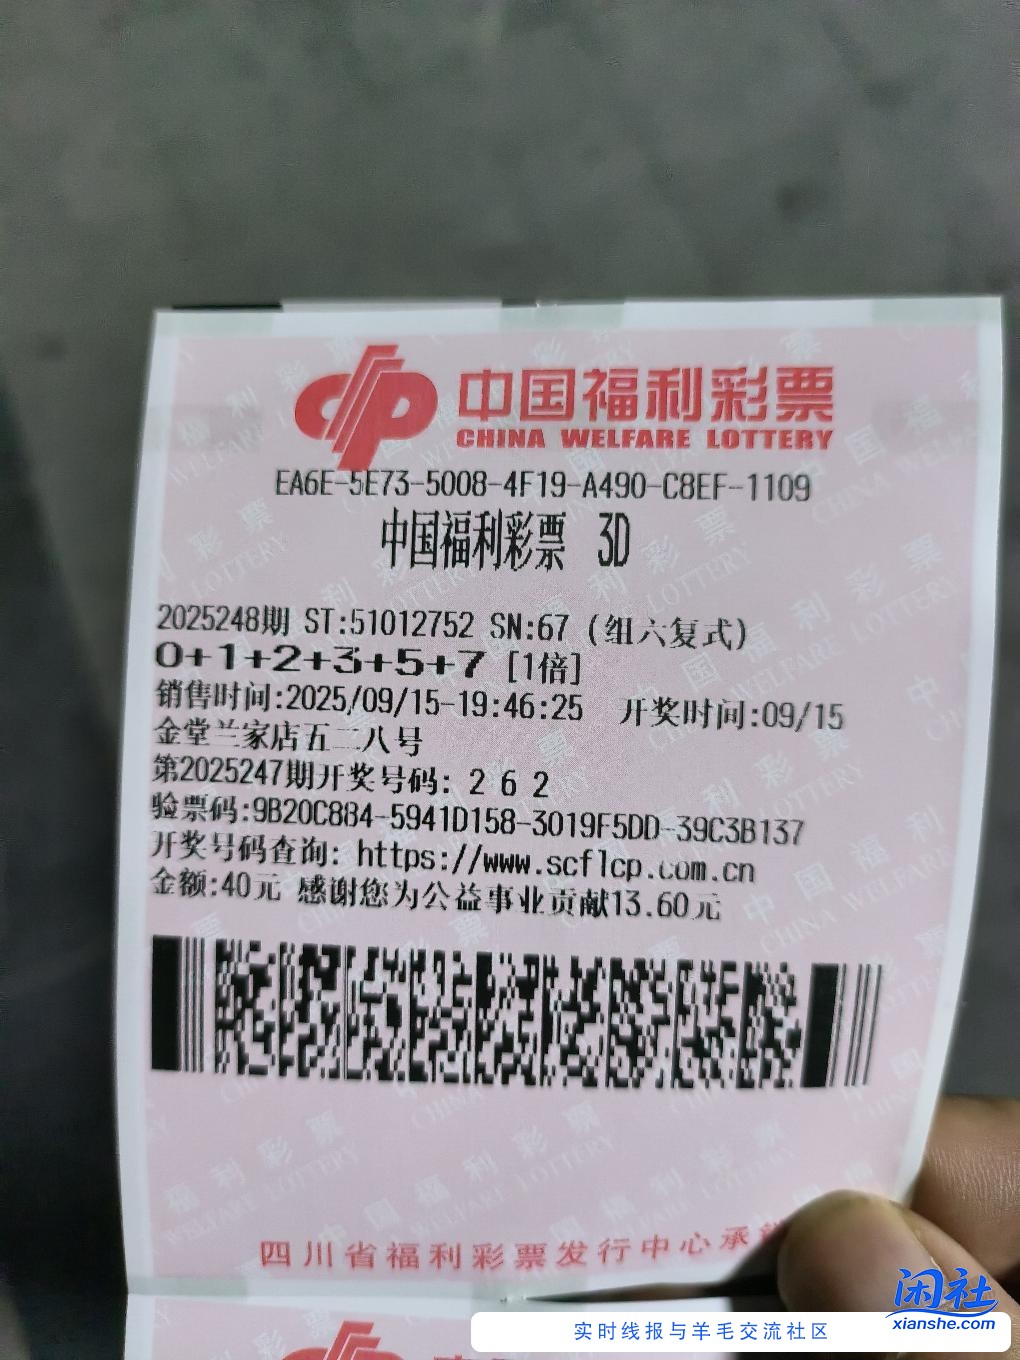 中国福利彩票
CHINA WELFARE LOTTERY
EA6E-5E73-5008-4F19-A490-C8EF-1109
中国福利彩票 3D
2025248期 ST:51012752 SN:67 (组六复式)
0+1+2+3+5+7 [1倍]
销售时间:2025/09/15-19:46:25 开奖时间:09/15
金堂兰家店五二八号
第2025247期开奖号码: 2 6 2
验票码:9B20C884-5941D158-3019F5DD-39C3B137
开奖号码查询: https://www.scflcp.com.cn
金额:40元 感谢您为公益事业贡献13.60元
四川省福利彩票发行中心承
闲社
xianshe.com
实时线报与羊毛交流社区